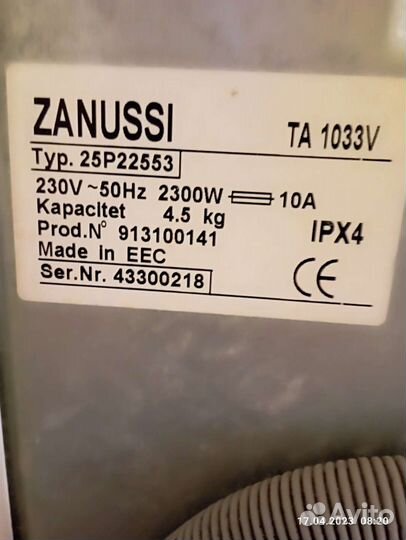 ZANUSSI TA 1033V
Typ. 25P22553
230V ~50Hz 2300W 10A
Kapacitet 4.5 kg
Prod.N° 913100141 IPX4
Made in EEC
Ser.Nr. 43300218 CE
Avito
17.04.2023 08:20